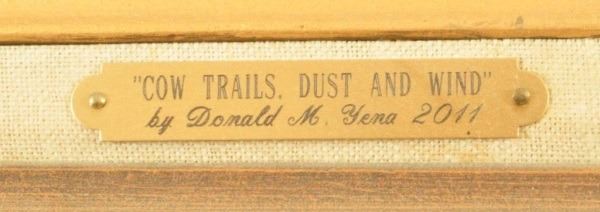 "COW TRAILS, DUST AND WIND"
by Donald M. Yena 2011